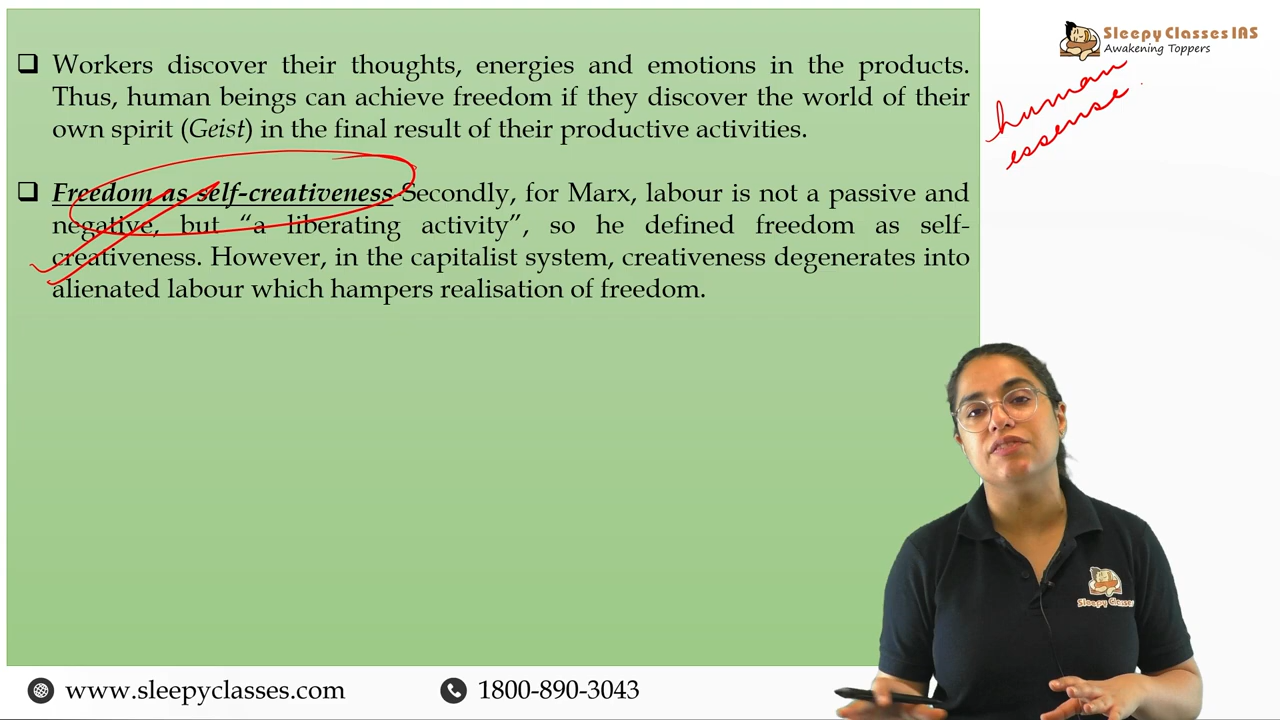 Sleepy Classes IAS
Awakening Toppers
❑ Workers discover their thoughts, energies and emotions in the products.
Thus, human beings can achieve freedom if they discover the world of their
own spirit (Geist) in the final result of their productive activities.
human
essense
❑ Freedom as self-creativeness Secondly, for Marx, labour is not a passive and
negative, but “a liberating activity”, so he defined freedom as self-
creativeness. However, in the capitalist system, creativeness degenerates into
alienated labour which hampers realisation of freedom.
Sleepy Classes
www.sleepyclasses.com
1800-890-3043